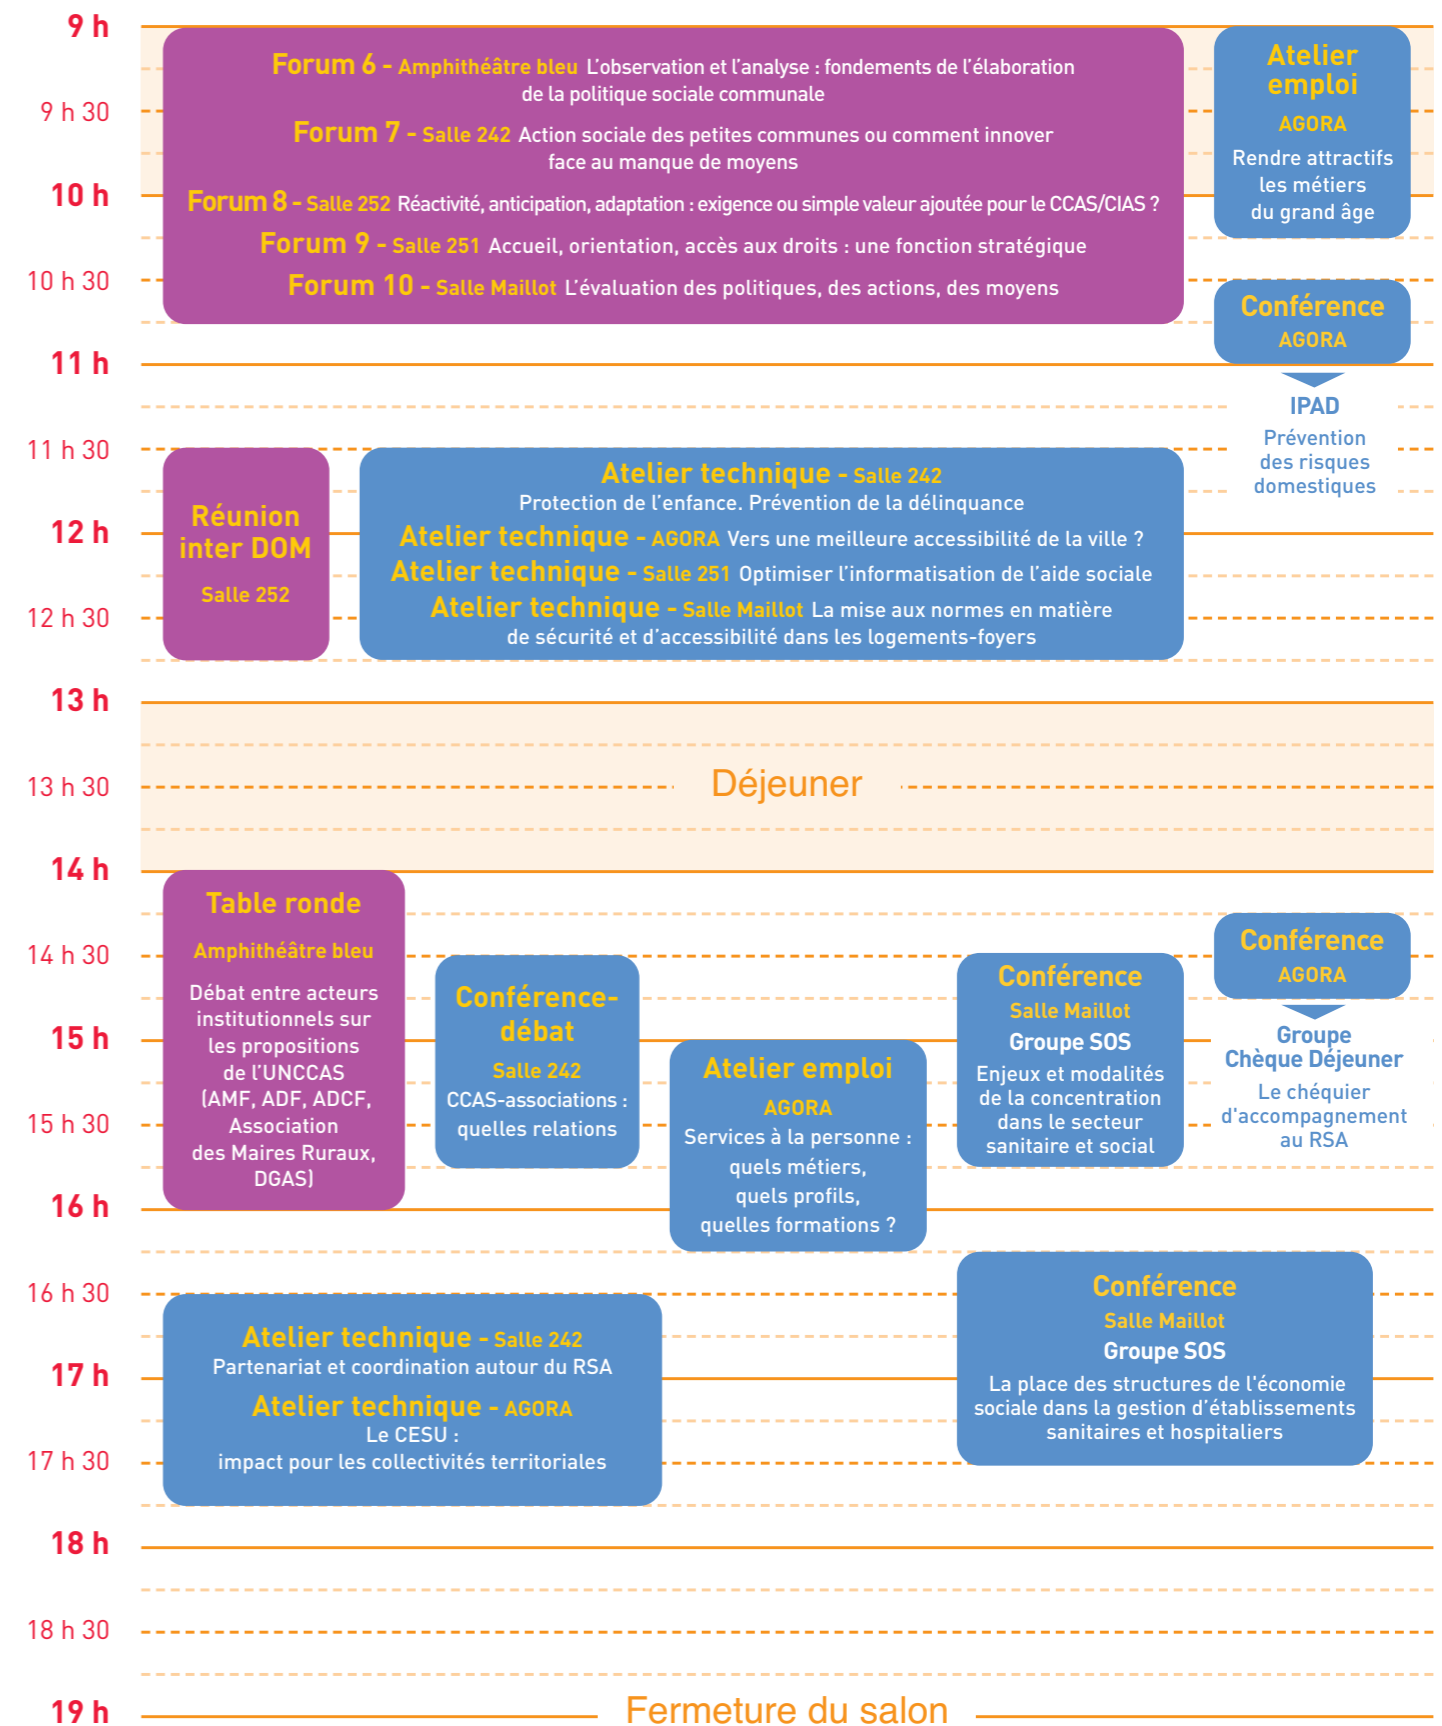 9 h
Forum 6 - Amphithéâtre bleu L’observation et l’analyse : fondements de l’élaboration
de la politique sociale communale
Forum 7 - Salle 242 Action sociale des petites communes ou comment innover
face au manque de moyens
Forum 8 - Salle 252 Réactivité, anticipation, adaptation : exigence ou simple valeur ajoutée pour le CCAS/CIAS ?
Forum 9 - Salle 251 Accueil, orientation, accès aux droits : une fonction stratégique
Forum 10 - Salle Maillot L’évaluation des politiques, des actions, des moyens
Atelier
emploi
AGORA
Rendre attractifs
les métiers
du grand âge
9 h 30
10 h
10 h 30
Conférence
AGORA
IPAD
Prévention
des risques
domestiques
11 h
11 h 30
Réunion
inter DOM
Salle 252
Atelier technique - Salle 242
Protection de l’enfance. Prévention de la délinquance
Atelier technique - AGORA Vers une meilleure accessibilité de la ville ?
Atelier technique - Salle 251 Optimiser l’informatisation de l’aide sociale
Atelier technique - Salle Maillot La mise aux normes en matière
de sécurité et d’accessibilité dans les logements-foyers
12 h
12 h 30
13 h
13 h 30
Déjeuner
14 h
Table ronde
Amphithéâtre bleu
Débat entre acteurs
institutionnels sur
les propositions
de l’UNCCAS
(AMF, ADF, ADCF,
Association
des Maires Ruraux,
DGAS)
14 h 30
Conférence-
débat
Salle 242
CCAS-associations :
quelles relations
15 h
Atelier emploi
AGORA
Services à la personne :
quels métiers,
quels profils,
quelles formations ?
Conférence
Salle Maillot
Groupe SOS
Enjeux et modalités
de la concentration
dans le secteur
sanitaire et social
Conférence
AGORA
Groupe
Chèque Déjeuner
Le chéquier
d'accompagnement
au RSA
15 h 30
16 h
16 h 30
Atelier technique - Salle 242
Partenariat et coordination autour du RSA
Atelier technique - AGORA
Le CESU :
impact pour les collectivités territoriales
Conférence
Salle Maillot
Groupe SOS
La place des structures de l'économie
sociale dans la gestion d’établissements
sanitaires et hospitaliers
17 h
17 h 30
18 h
18 h 30
19 h
Fermeture du salon